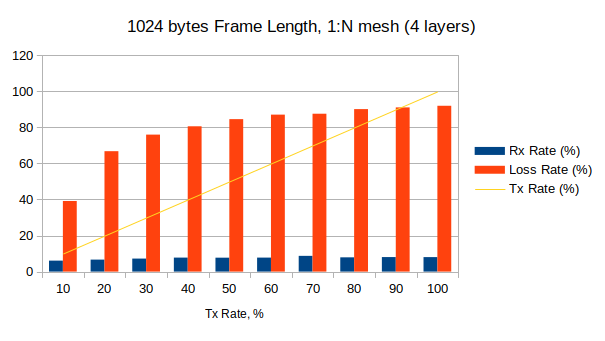 1024 bytes Frame Length, 1:N mesh (4 layers)
120
100
80
60
40
20
0
10 20 30 40 50 60 70 80 90 100
Tx Rate, %
Rx Rate (%)
Loss Rate (%)
Tx Rate (%)